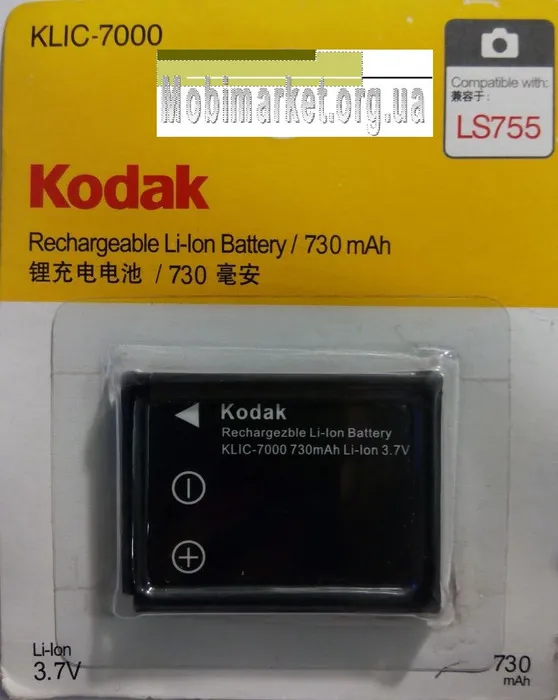 KLIC-7000
Mobimarket.org.ua
Compatible with:
兼容于:
LS755
Kodak
Rechargeable Li-Ion Battery / 730 mAh
锂充电电池 / 730 毫安
Kodak
Rechargezble Li-Ion Battery
KLIC-7000 730mAh Li-Ion 3.7V
Li-Ion
3.7V
730
mAh